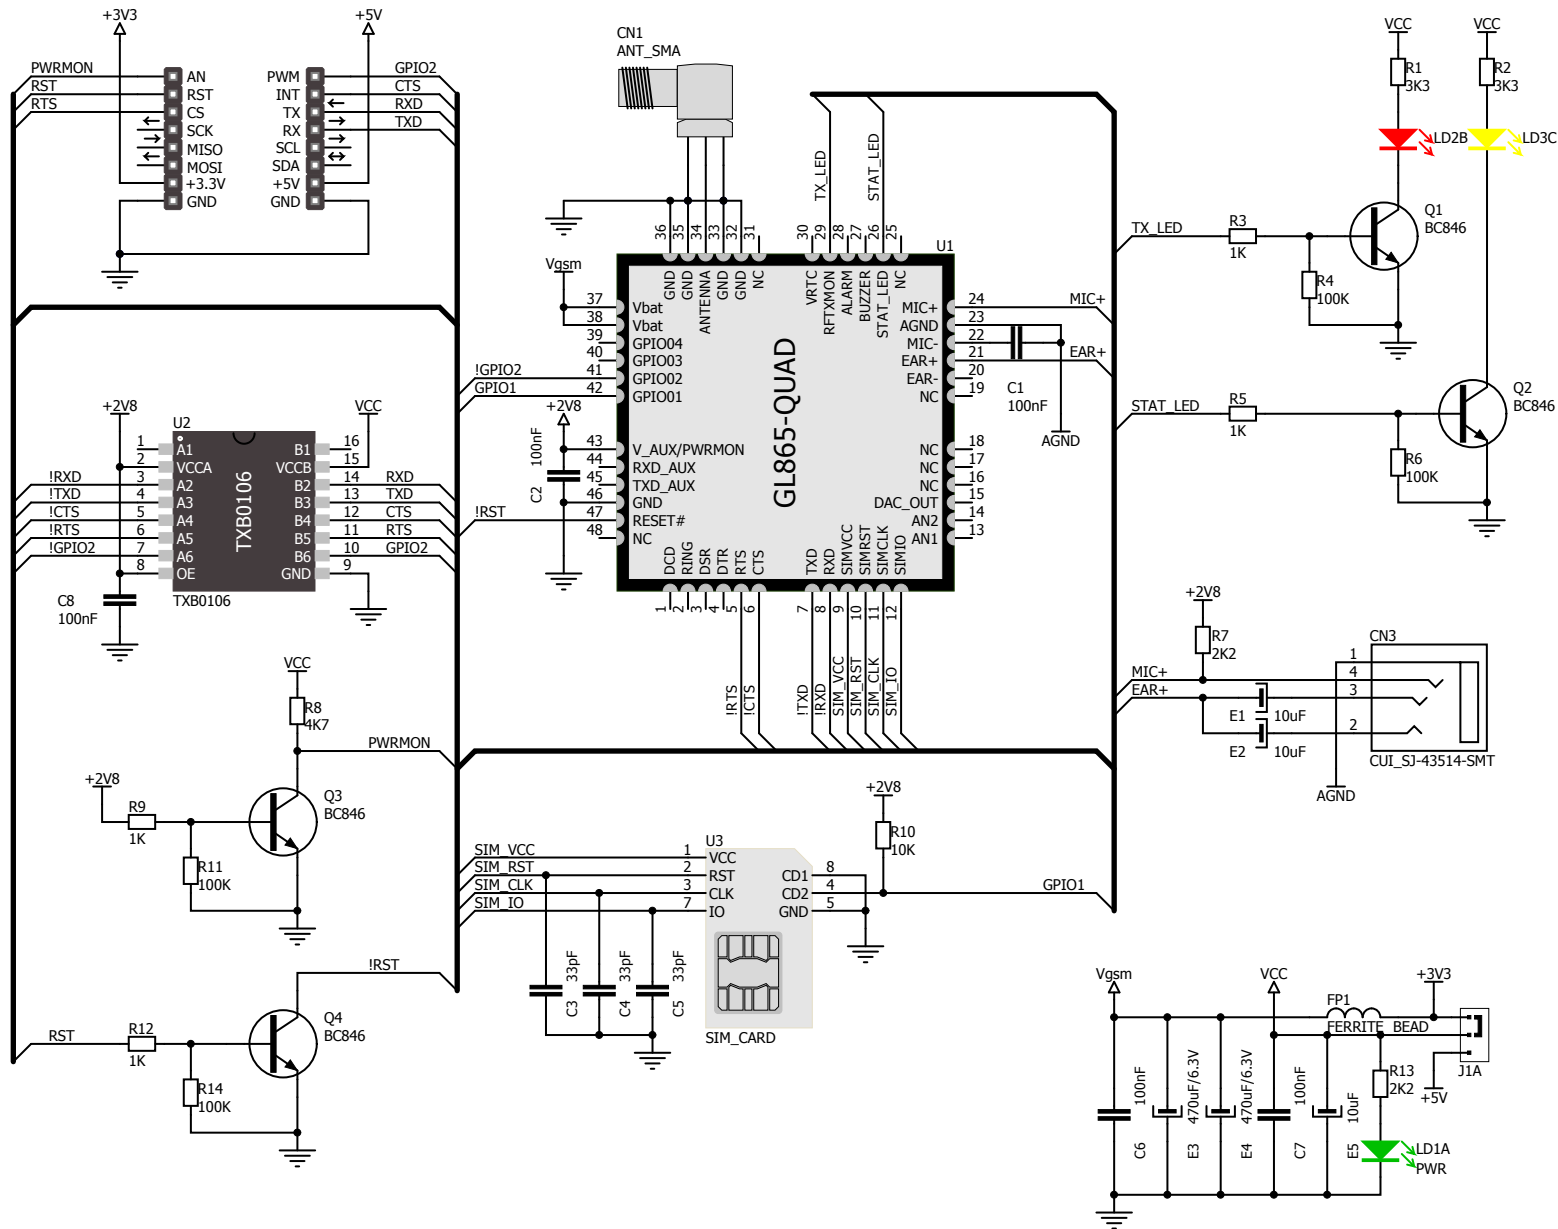 +3V3
+5V
PWRMON
RST
RTS
AN
RST
CS
SCK
MISO
MOSI
+3.3V
GND
PWM
INT
TX
RX
SCL
SDA
+5V
GND
GPIO2
CTS
RXD
TXD
CN1
ANT_SMA
TX_LED
STAT_LED
VCC
VCC
R1
3K3
R2
3K3
LD2B
LD3C
TX_LED
R3
1K
Q1
BC846
R4
100K
STAT_LED
R5
1K
Q2
BC846
R6
100K
Vgsm
36
35
34
33
32
31
30
29
28
27
26
25
U1
GND
GND
ANTENNA
GND
GND
NC
VRTC
RFTXMON
ALARM
BUZZER
STAT_LED
NC
37
Vbat
38
Vbat
39
GPIO04
40
GPIO03
!GPIO2
41
GPIO02
GPIO1
42
GPIO01
+2V8
100nF
C2
43
V_AUX/PWRMON
44
RXD_AUX
45
TXD_AUX
46
GND
!RST
47
RESET#
48
NC
GL865-QUAD
MIC+
24
MIC+
AGND
23
MIC-
22
EAR+
21
EAR+
EAR-
20
NC
19
C1
100nF
AGND
NC
18
NC
17
NC
16
DAC_OUT
15
AN2
14
AN1
13
DCD
RING
DSR
DTR
RTS
CTS
TXD
RXD
SIMVCC
SIMRST
SIMCLK
SIMIO
1
2
3
4
5
6
7
8
9
10
11
12
!RTS
!CTS
!TXD
!RXD
SIM_VCC
SIM_RST
SIM_CLK
SIM_IO
+2V8
VCC
U2
1
A1
B1
16
2
VCCA
VCCB
15
!RXD
3
A2
B2
14
RXD
!TXD
4
A3
B3
13
TXD
!CTS
5
A4
B4
12
CTS
!RTS
6
A5
B5
11
RTS
!GPIO2
7
A6
B6
10
GPIO2
8
OE
GND
9
TXB0106
TXB0106
C8
100nF
+2V8
R7
2K2
CN3
MIC+
EAR+
1
4
3
2
E1
10uF
E2
10uF
CUI_SJ-43514-SMT
AGND
VCC
R8
4K7
PWRMON
+2V8
R9
1K
Q3
BC846
R11
100K
!RST
RST
R12
1K
Q4
BC846
R14
100K
+2V8
R10
10K
U3
SIM_VCC
1
VCC
SIM_RST
2
RST
SIM_CLK
3
CLK
SIM_IO
7
IO
CD1
8
CD2
4
GND
5
GPIO1
C3
33pF
C4
33pF
C5
33pF
SIM_CARD
Vgsm
VCC
+3V3
FP1
FERRITE BEAD
J1A
+5V
R13
2K2
C6
100nF
E3
470uF/6.3V
E4
470uF/6.3V
C7
100nF
E5
10uF
LD1A
PWR